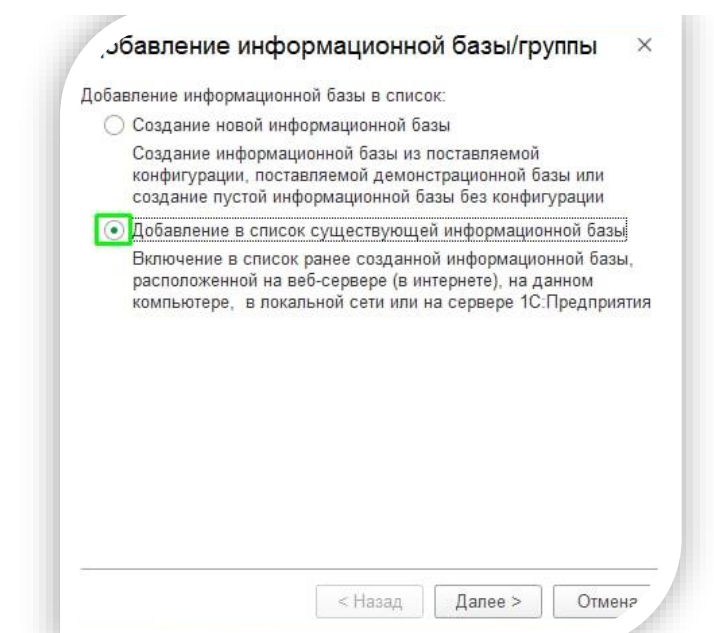 Добавление информационной базы/группы
Добавление информационной базы в список:
Создание новой информационной базы
Создание информационной базы из поставляемой
конфигурации, поставляемой демонстрационной базы или
создание пустой информационной базы без конфигурации
Добавление в список существующей информационной базы
Включение в список ранее созданной информационной базы,
расположенной на веб-сервере (в интернете), на данном
компьютере, в локальной сети или на сервере 1С:Предприятия
< Назад Далее > Отмена